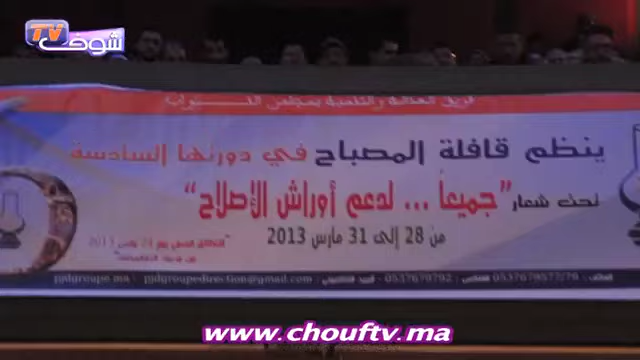 شوف TV
فريق العدالة والتنمية بمجلس النـــواب
ينظم قافلة المصباح في دورتها السادسة
تحت شعار "جميعاً ... لدعم أوراش الإصلاح"
من 28 إلى 31 مارس 2013
pjdgroupe.ma - pjdgroupedirection@gmail.com
www.chouftv.ma